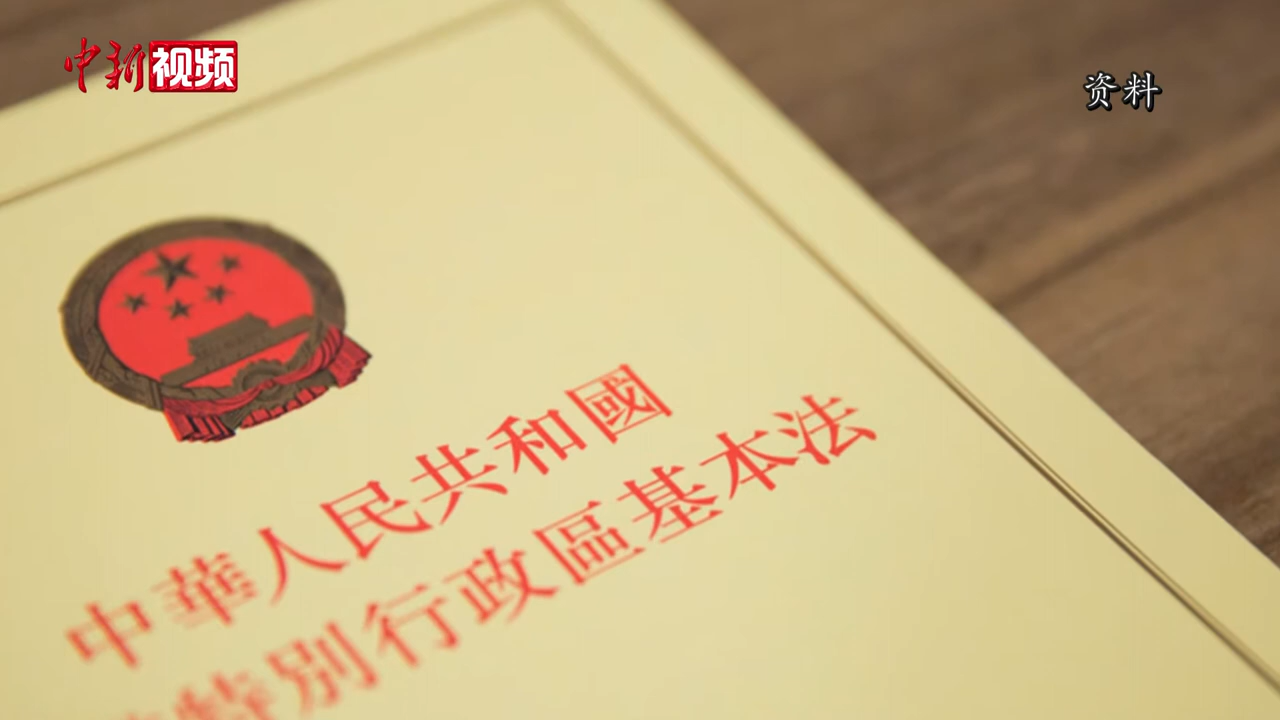 中新视频
资料
中華人民共和國
特別行政區基本法